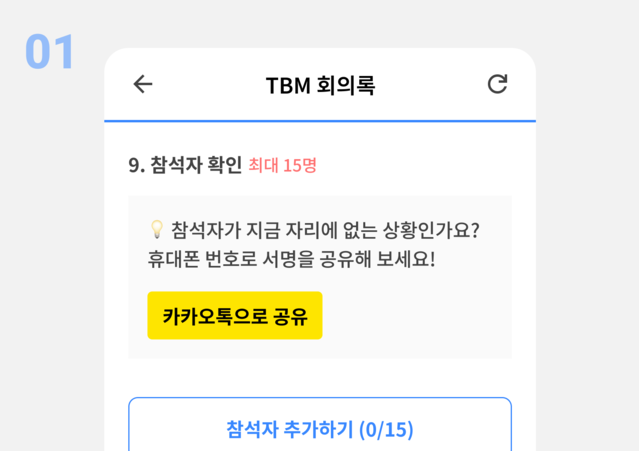 01
TBM 회의록
9. 참석자 확인 최대 15명
💡 참석자가 지금 자리에 없는 상황인가요?
휴대폰 번호로 서명을 공유해 보세요!
카카오톡으로 공유
참석자 추가하기 (0/15)